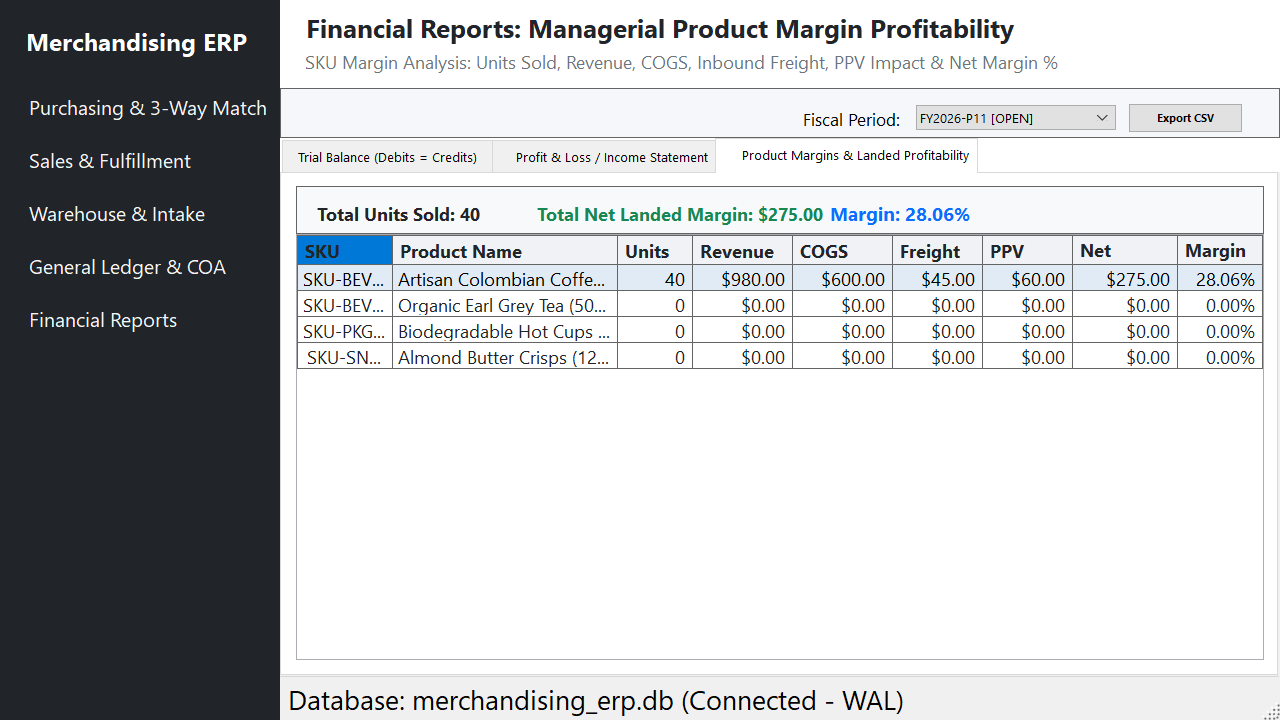 Merchandising ERP
Purchasing & 3-Way Match
Sales & Fulfillment
Warehouse & Intake
General Ledger & COA
Financial Reports
Financial Reports: Managerial Product Margin Profitability
SKU Margin Analysis: Units Sold, Revenue, COGS, Inbound Freight, PPV Impact & Net Margin %
Fiscal Period: FY2026-P11 [OPEN] Export CSV
Trial Balance (Debits = Credits) Profit & Loss / Income Statement Product Margins & Landed Profitability
Total Units Sold: 40 Total Net Landed Margin: $275.00 Margin: 28.06%
SKU Product Name Units Revenue COGS Freight PPV Net Margin
SKU-BEV... Artisan Colombian Coffe... 40 $980.00 $600.00 $45.00 $60.00 $275.00 28.06%
SKU-BEV... Organic Earl Grey Tea (50... 0 $0.00 $0.00 $0.00 $0.00 $0.00 0.00%
SKU-PKG... Biodegradable Hot Cups ... 0 $0.00 $0.00 $0.00 $0.00 $0.00 0.00%
SKU-SN... Almond Butter Crisps (12... 0 $0.00 $0.00 $0.00 $0.00 $0.00 0.00%
Database: merchandising_erp.db (Connected - WAL)